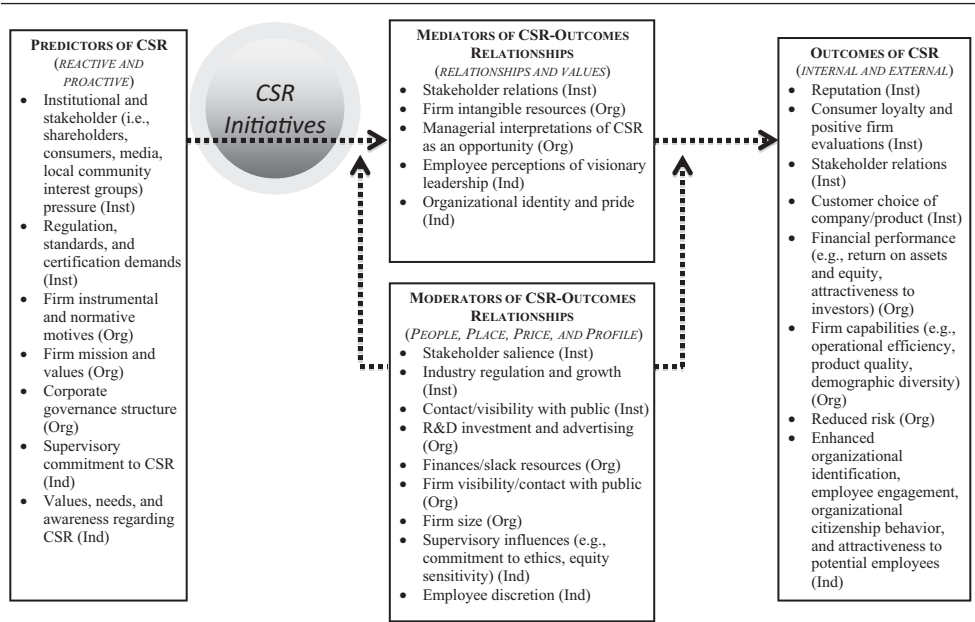 PREDICTORS OF CSR
(REACTIVE AND
PROACTIVE)
• Institutional and
stakeholder (i.e.,
shareholders,
consumers, media,
local community
interest groups)
pressure (Inst)
• Regulation,
standards, and
certification demands
(Inst)
• Firm instrumental
and normative
motives (Org)
• Firm mission and
values (Org)
• Corporate
governance structure
(Org)
• Supervisory
commitment to CSR
(Ind)
• Values, needs, and
awareness regarding
CSR (Ind)
CSR
Initiatives
MEDIATORS OF CSR-OUTCOMES
RELATIONSHIPS
(RELATIONSHIPS AND VALUES)
• Stakeholder relations (Inst)
• Firm intangible resources (Org)
• Managerial interpretations of CSR
as an opportunity (Org)
• Employee perceptions of visionary
leadership (Ind)
• Organizational identity and pride
(Ind)
MODERATORS OF CSR-OUTCOMES
RELATIONSHIPS
(PEOPLE, PLACE, PRICE, AND PROFILE)
• Stakeholder salience (Inst)
• Industry regulation and growth
(Inst)
• Contact/visibility with public (Inst)
• R&D investment and advertising
(Org)
• Finances/slack resources (Org)
• Firm visibility/contact with public
(Org)
• Firm size (Org)
• Supervisory influences (e.g.,
commitment to ethics, equity
sensitivity) (Ind)
• Employee discretion (Ind)
OUTCOMES OF CSR
(INTERNAL AND EXTERNAL)
• Reputation (Inst)
• Consumer loyalty and
positive firm
evaluations (Inst)
• Stakeholder relations
(Inst)
• Customer choice of
company/product (Inst)
• Financial performance
(e.g., return on assets
and equity,
attractiveness to
investors) (Org)
• Firm capabilities (e.g.,
operational efficiency,
product quality,
demographic diversity)
(Org)
• Reduced risk (Org)
• Enhanced
organizational
identification,
employee engagement,
organizational
citizenship behavior,
and attractiveness to
potential employees
(Ind)